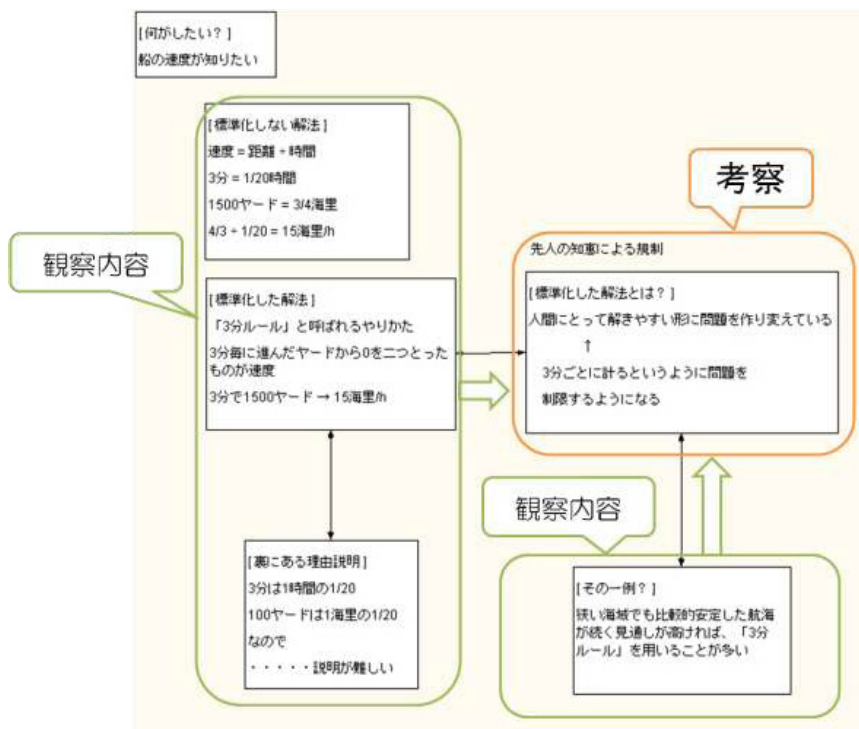 [何がしたい？]
船の速度が知りたい
[標準化しない解法]
速度 = 距離 ÷ 時間
3分 = 1/20時間
1500ヤード = 3/4海里
4/3 ÷ 1/20 = 15海里/h
観察内容
[標準化した解法]
「3分ルール」と呼ばれるやりかた
3分毎に進んだヤードから0を二つとった
ものが速度
3分で1500ヤード → 15海里/h
[裏にある理由説明]
3分は1時間の1/20
100ヤードは1海里の1/20
なので
・・・・・説明が難しい
考察
先人の知恵による規制
[標準化した解法とは？]
人間にとって解きやすい形に問題を作り変えている
↑
3分ごとに計るというように問題を
制限するようになる
観察内容
[その一例？]
狭い海域でも比較的安定した航海
が続く見通しが高ければ、「3分
ルール」を用いることが多い